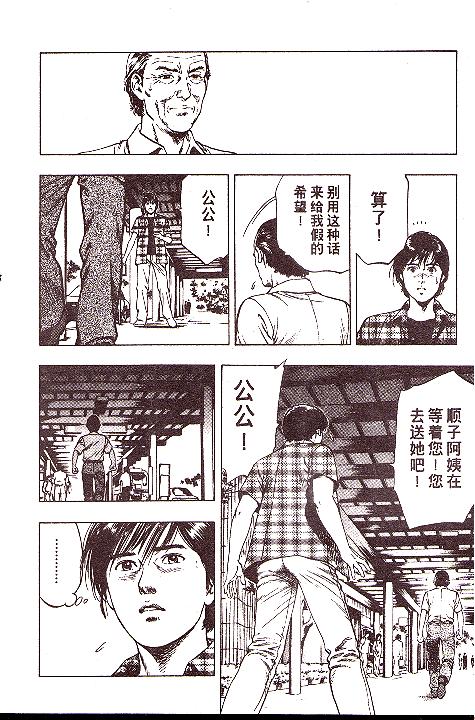 算了！
别用这种话
来给我假的
希望！
公公！
顺子阿姨在
等着您！您
去送她吧！
公公！
………